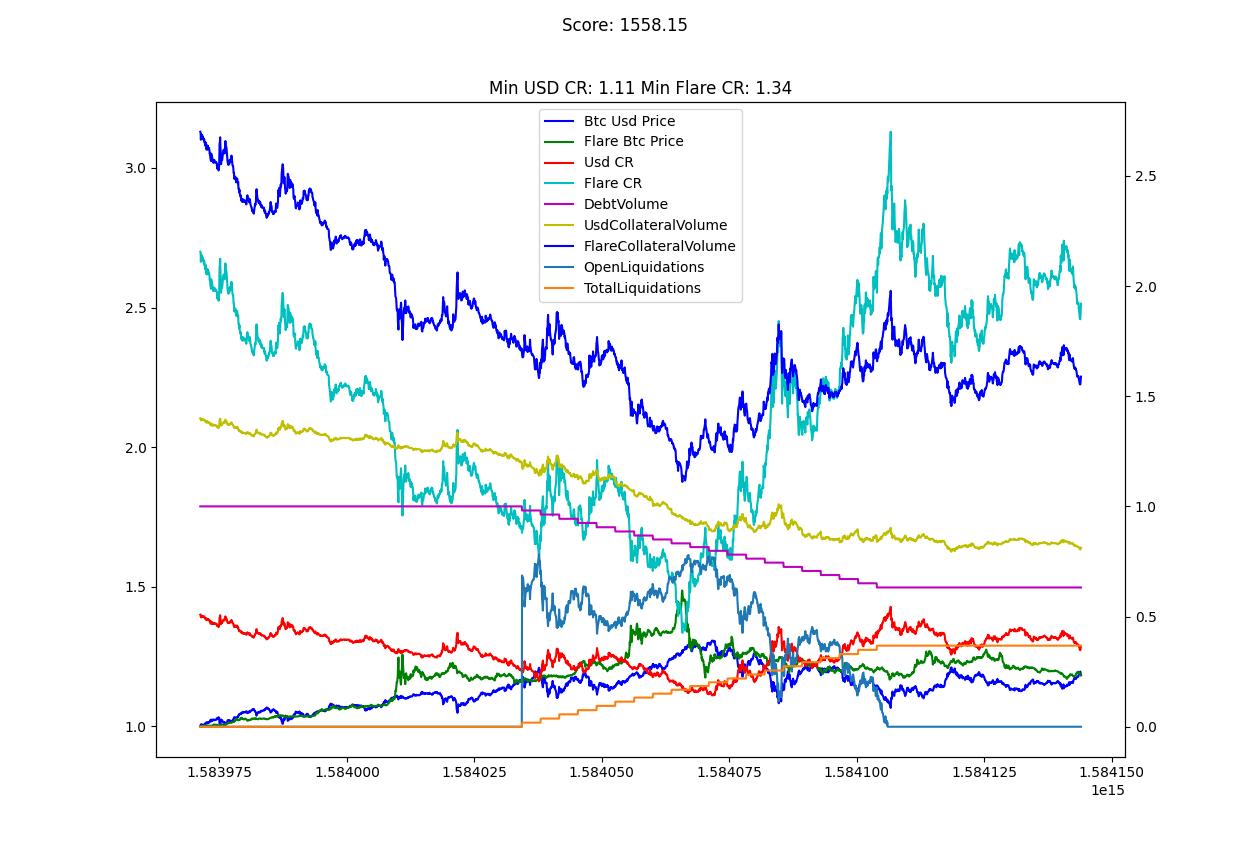 Score: 1558.15
Min USD CR: 1.11 Min Flare CR: 1.34
Btc Usd Price
Flare Btc Price
Usd CR
Flare CR
DebtVolume
UsdCollateralVolume
FlareCollateralVolume
OpenLiquidations
TotalLiquidations
3.0
2.5
2.0
1.5
1.0
2.5
2.0
1.5
1.0
0.5
0.0
1.583975 1.584000 1.584025 1.584050 1.584075 1.584100 1.584125 1.584150
1e15